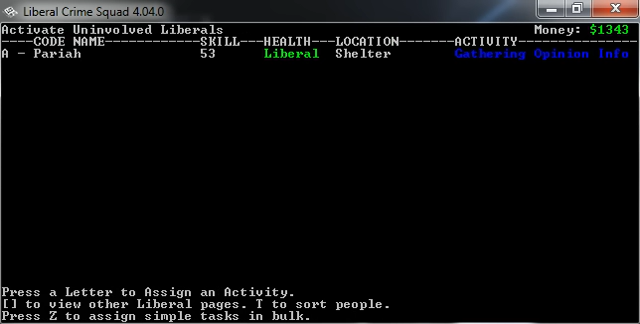 Liberal Crime Squad 4.04.0
Activate Uninvolved Liberals Money: $1343
----CODE NAME------------SKILL---HEALTH---LOCATION-------ACTIVITY---------------
A - Pariah 53 Liberal Shelter Gathering Opinion Info
Press a Letter to Assign an Activity.
[] to view other Liberal pages. T to sort people.
Press Z to assign simple tasks in bulk.